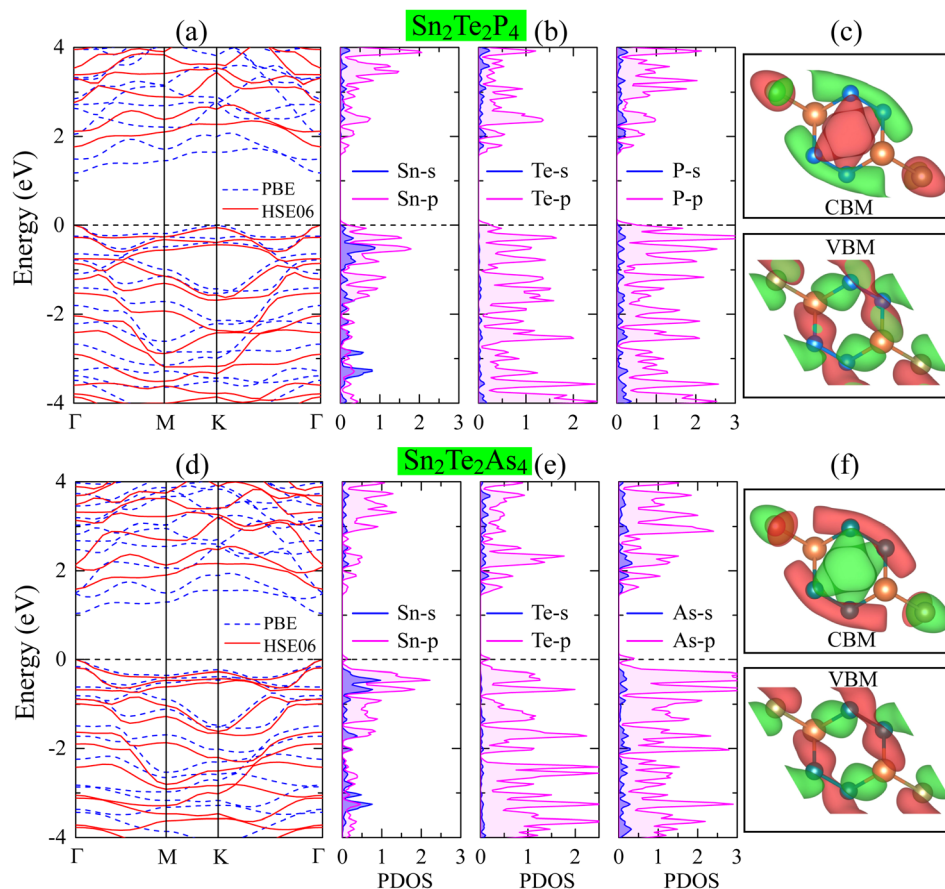 Sn2Te2P4
(a) (b) (c)
Energy (eV)
4
2
0
-2
-4
PBE
HSE06
Γ M K Γ
Sn-s
Sn-p
0 1 2 3
Te-s
Te-p
0 1 2
P-s
P-p
0 1 2 3
CBM
VBM
Sn2Te2As4
(d) (e) (f)
Energy (eV)
4
2
0
-2
-4
PBE
HSE06
Γ M K Γ
Sn-s
Sn-p
0 1 2 3
PDOS
Te-s
Te-p
0 1 2
PDOS
As-s
As-p
0 1 2 3
PDOS
CBM
VBM